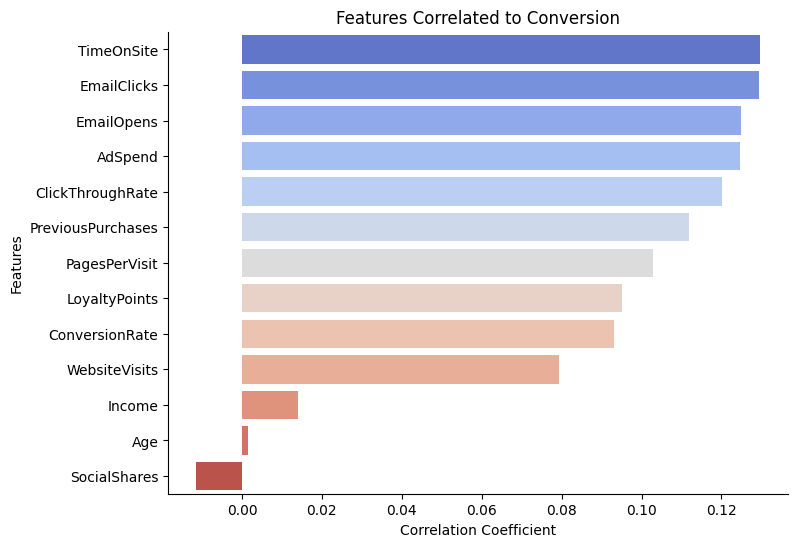 Features Correlated to Conversion
Features
TimeOnSite
EmailClicks
EmailOpens
AdSpend
ClickThroughRate
PreviousPurchases
PagesPerVisit
LoyaltyPoints
ConversionRate
WebsiteVisits
Income
Age
SocialShares
0.00 0.02 0.04 0.06 0.08 0.10 0.12
Correlation Coefficient